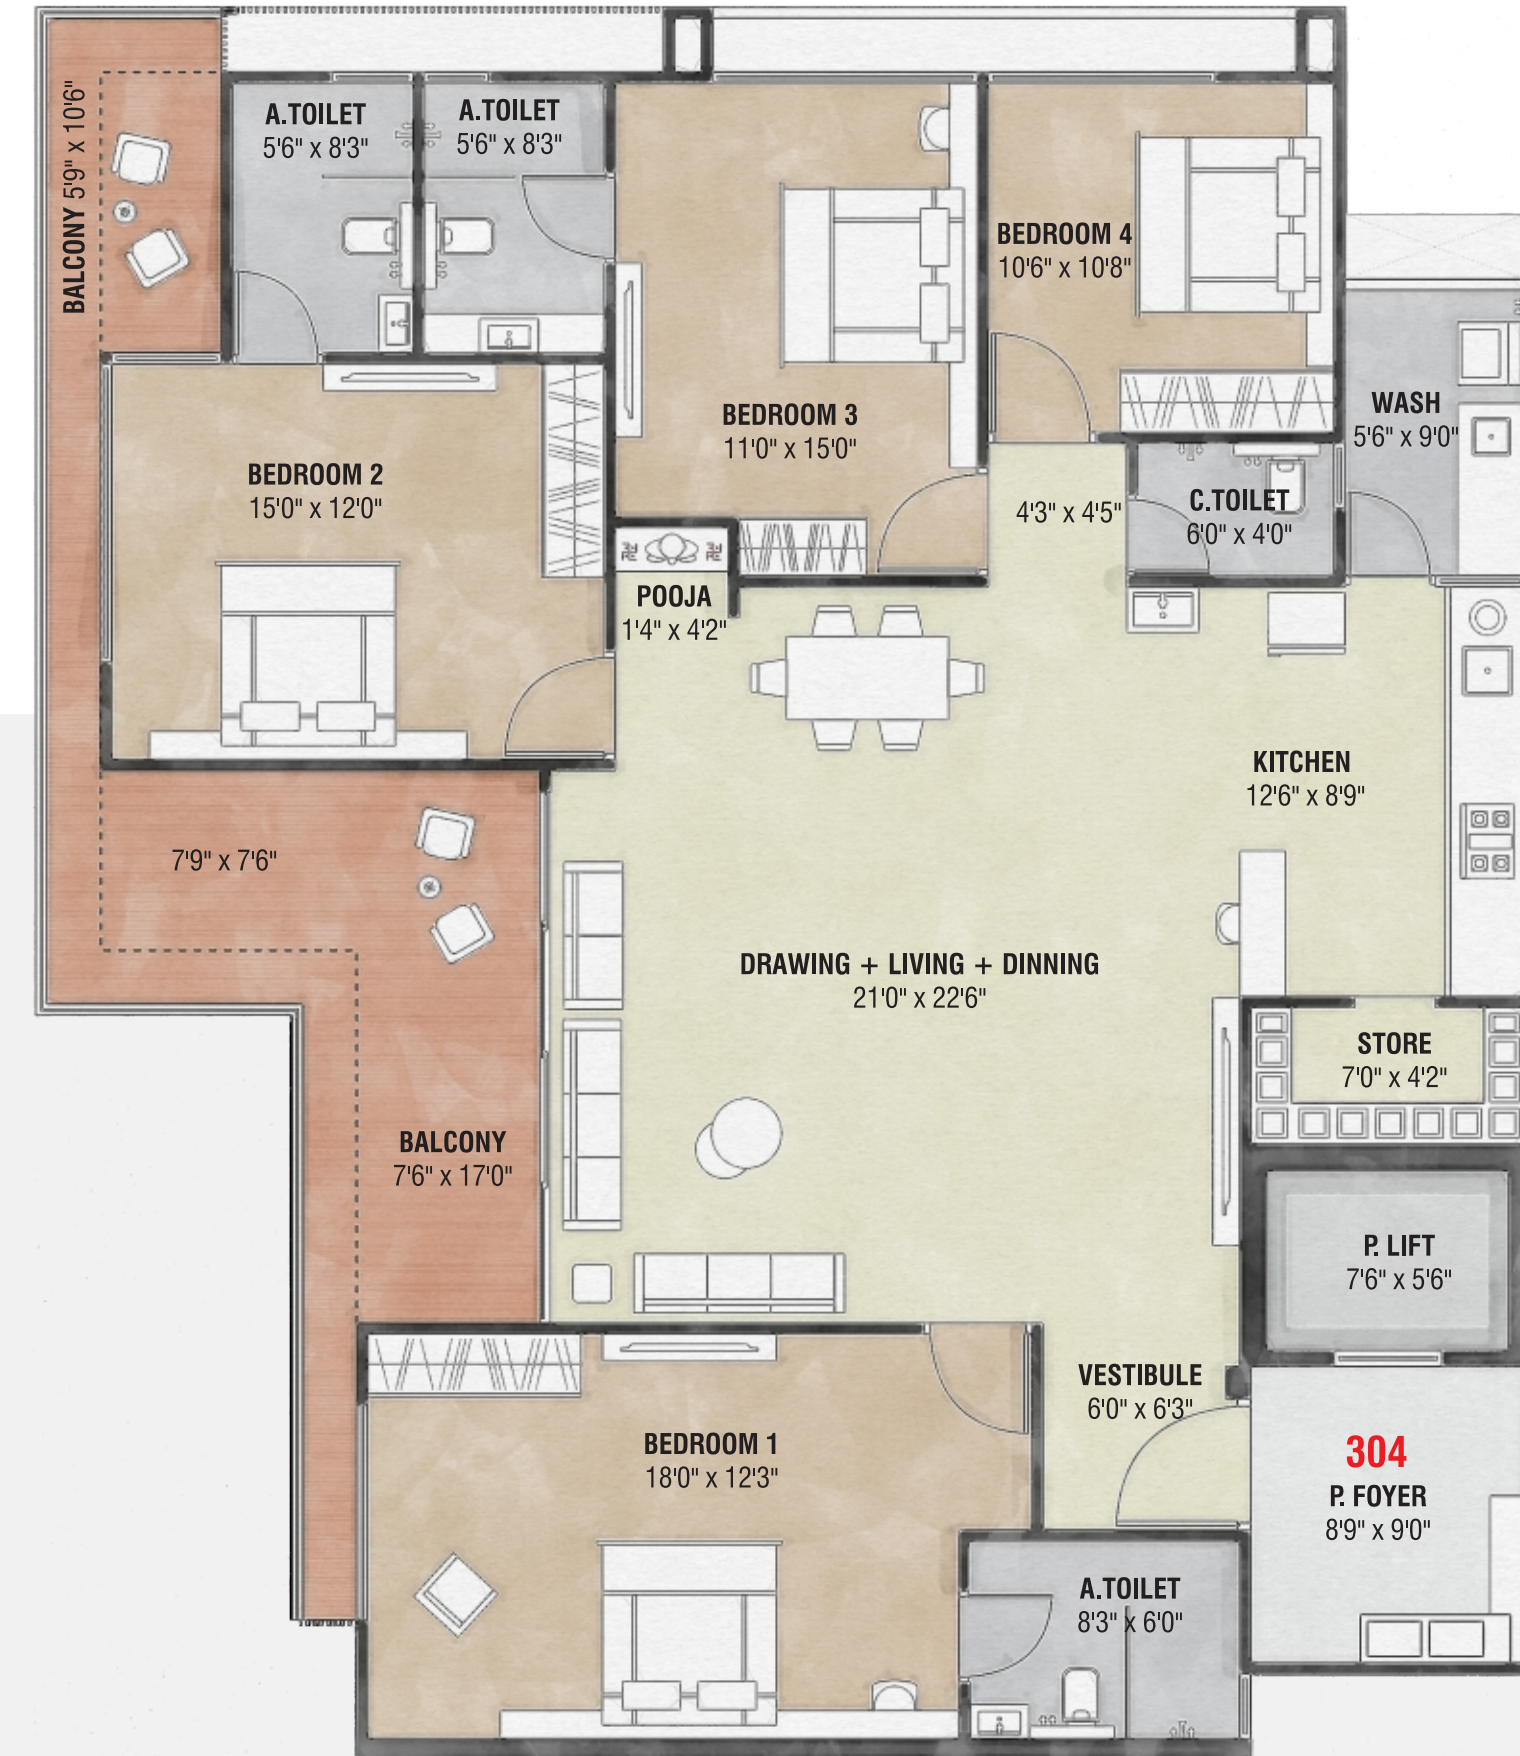 BALCONY 5'9" x 10'6"
A.TOILET
5'6" x 8'3"
A.TOILET
5'6" x 8'3"
BEDROOM 4
10'6" x 10'8"
BEDROOM 3
11'0" x 15'0"
WASH
5'6" x 9'0"
BEDROOM 2
15'0" x 12'0"
4'3" x 4'5"
C.TOILET
6'0" x 4'0"
POOJA
1'4" x 4'2"
KITCHEN
12'6" x 8'9"
7'9" x 7'6"
DRAWING + LIVING + DINNING
21'0" x 22'6"
STORE
7'0" x 4'2"
BALCONY
7'6" x 17'0"
P. LIFT
7'6" x 5'6"
VESTIBULE
6'0" x 6'3"
BEDROOM 1
18'0" x 12'3"
304
P. FOYER
8'9" x 9'0"
A.TOILET
8'3" x 6'0"